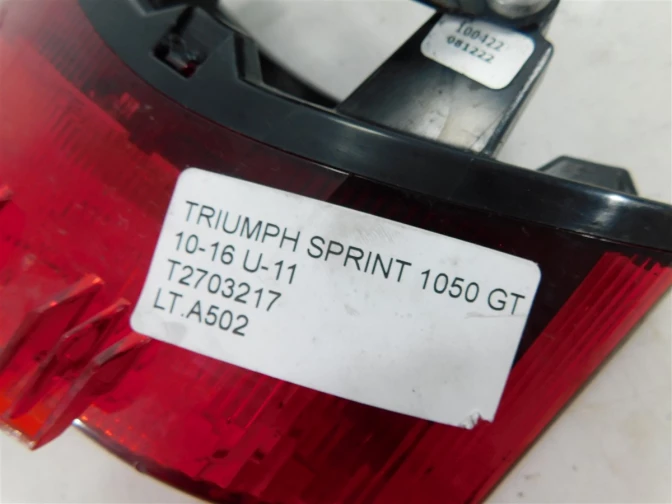 100422
081222
TRIUMPH SPRINT 1050 GT
10-16 U-11
T2703217
LT.A502